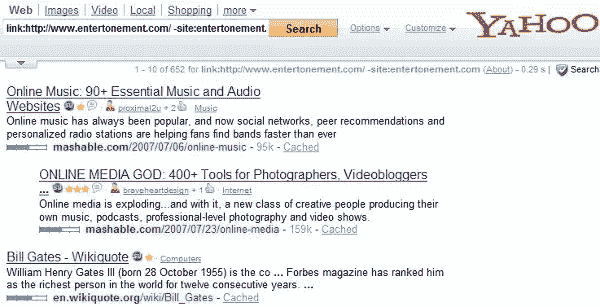 Web | Images | Video | Local | Shopping | more
link:http://www.entertonement.com/ -site:entertonement. Search Options Customize YAHOO
1 - 10 of 652 for link:http://www.entertonement.com/ -site:entertonement.com (About) - 0.29 s | Search
Online Music: 90+ Essential Music and Audio
Websites proximal2u + 2 · Music
Online music has always been popular, and now social networks, peer recommendations and
personalized radio stations are helping fans find bands faster than ever
mashable.com/2007/07/06/online-music - 95k - Cached
ONLINE MEDIA GOD: 400+ Tools for Photographers, Videobloggers
... braveheartdesign + 1 · Internet
Online media is exploding...and with it, a new class of creative people producing their
own music, podcasts, professional-level photography and video shows.
mashable.com/2007/07/23/online-media - 159k - Cached
Bill Gates - Wikiquote · Computers
William Henry Gates III (born 28 October 1955) is the co ... Forbes magazine has ranked him
as the richest person in the world for twelve consecutive years. ...
en.wikiquote.org/wiki/Bill_Gates - Cached